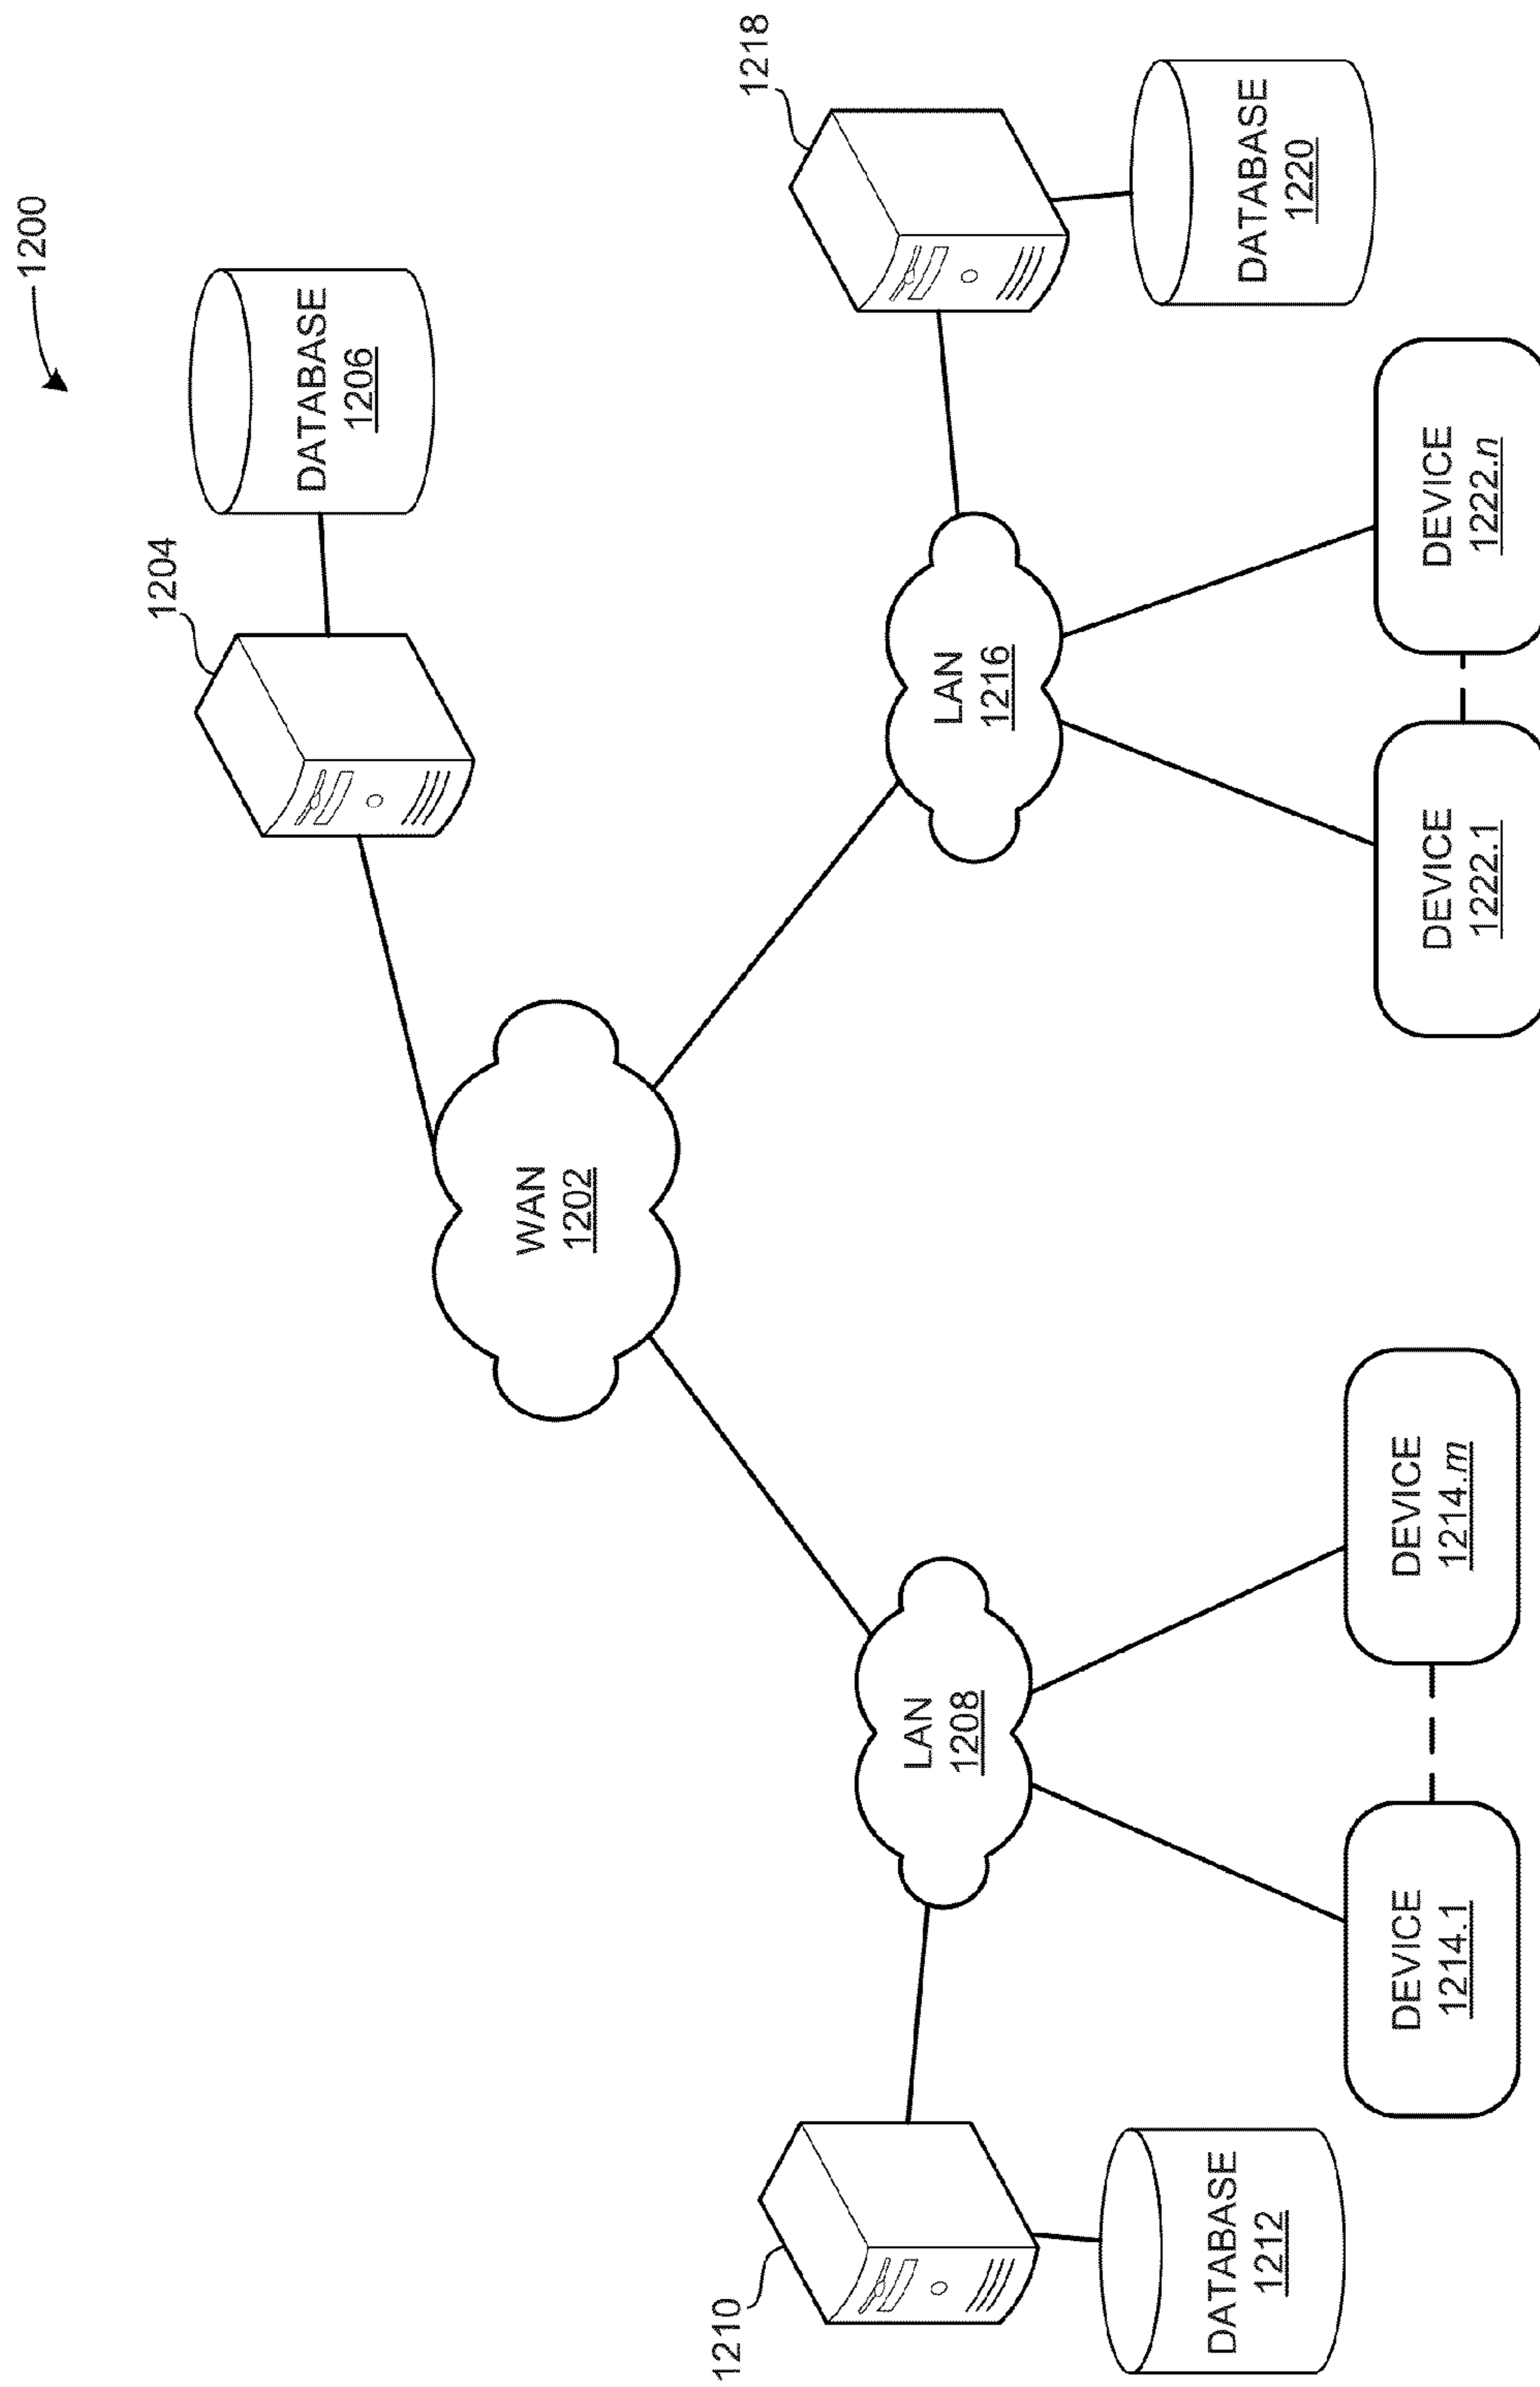 1200
1204
DATABASE
1206
WAN
1202
1210
DATABASE
1212
LAN
1208
LAN
1216
1218
DATABASE
1220
DEVICE
1214.1
DEVICE
1214.m
DEVICE
1222.1
DEVICE
1222.n